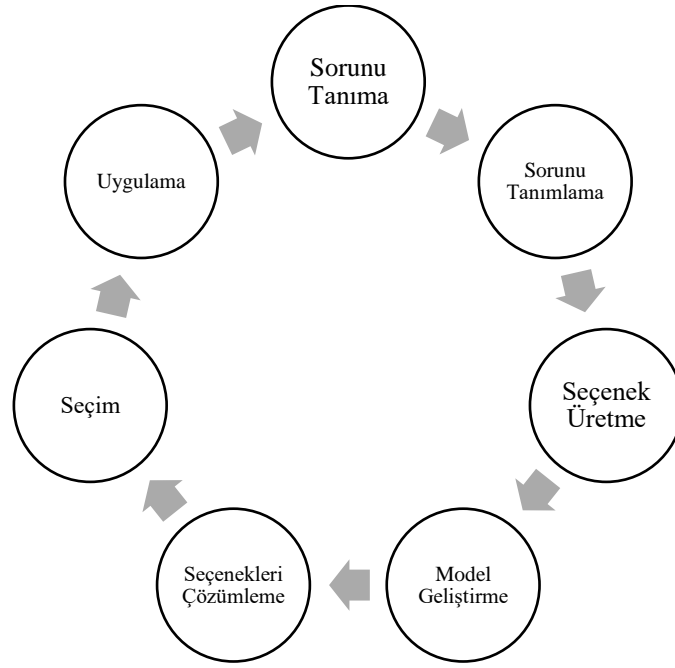 Sorunu
Tanıma
Sorunu
Tanımlama
Seçenek
Üretme
Model
Geliştirme
Seçenekleri
Çözümleme
Seçim
Uygulama